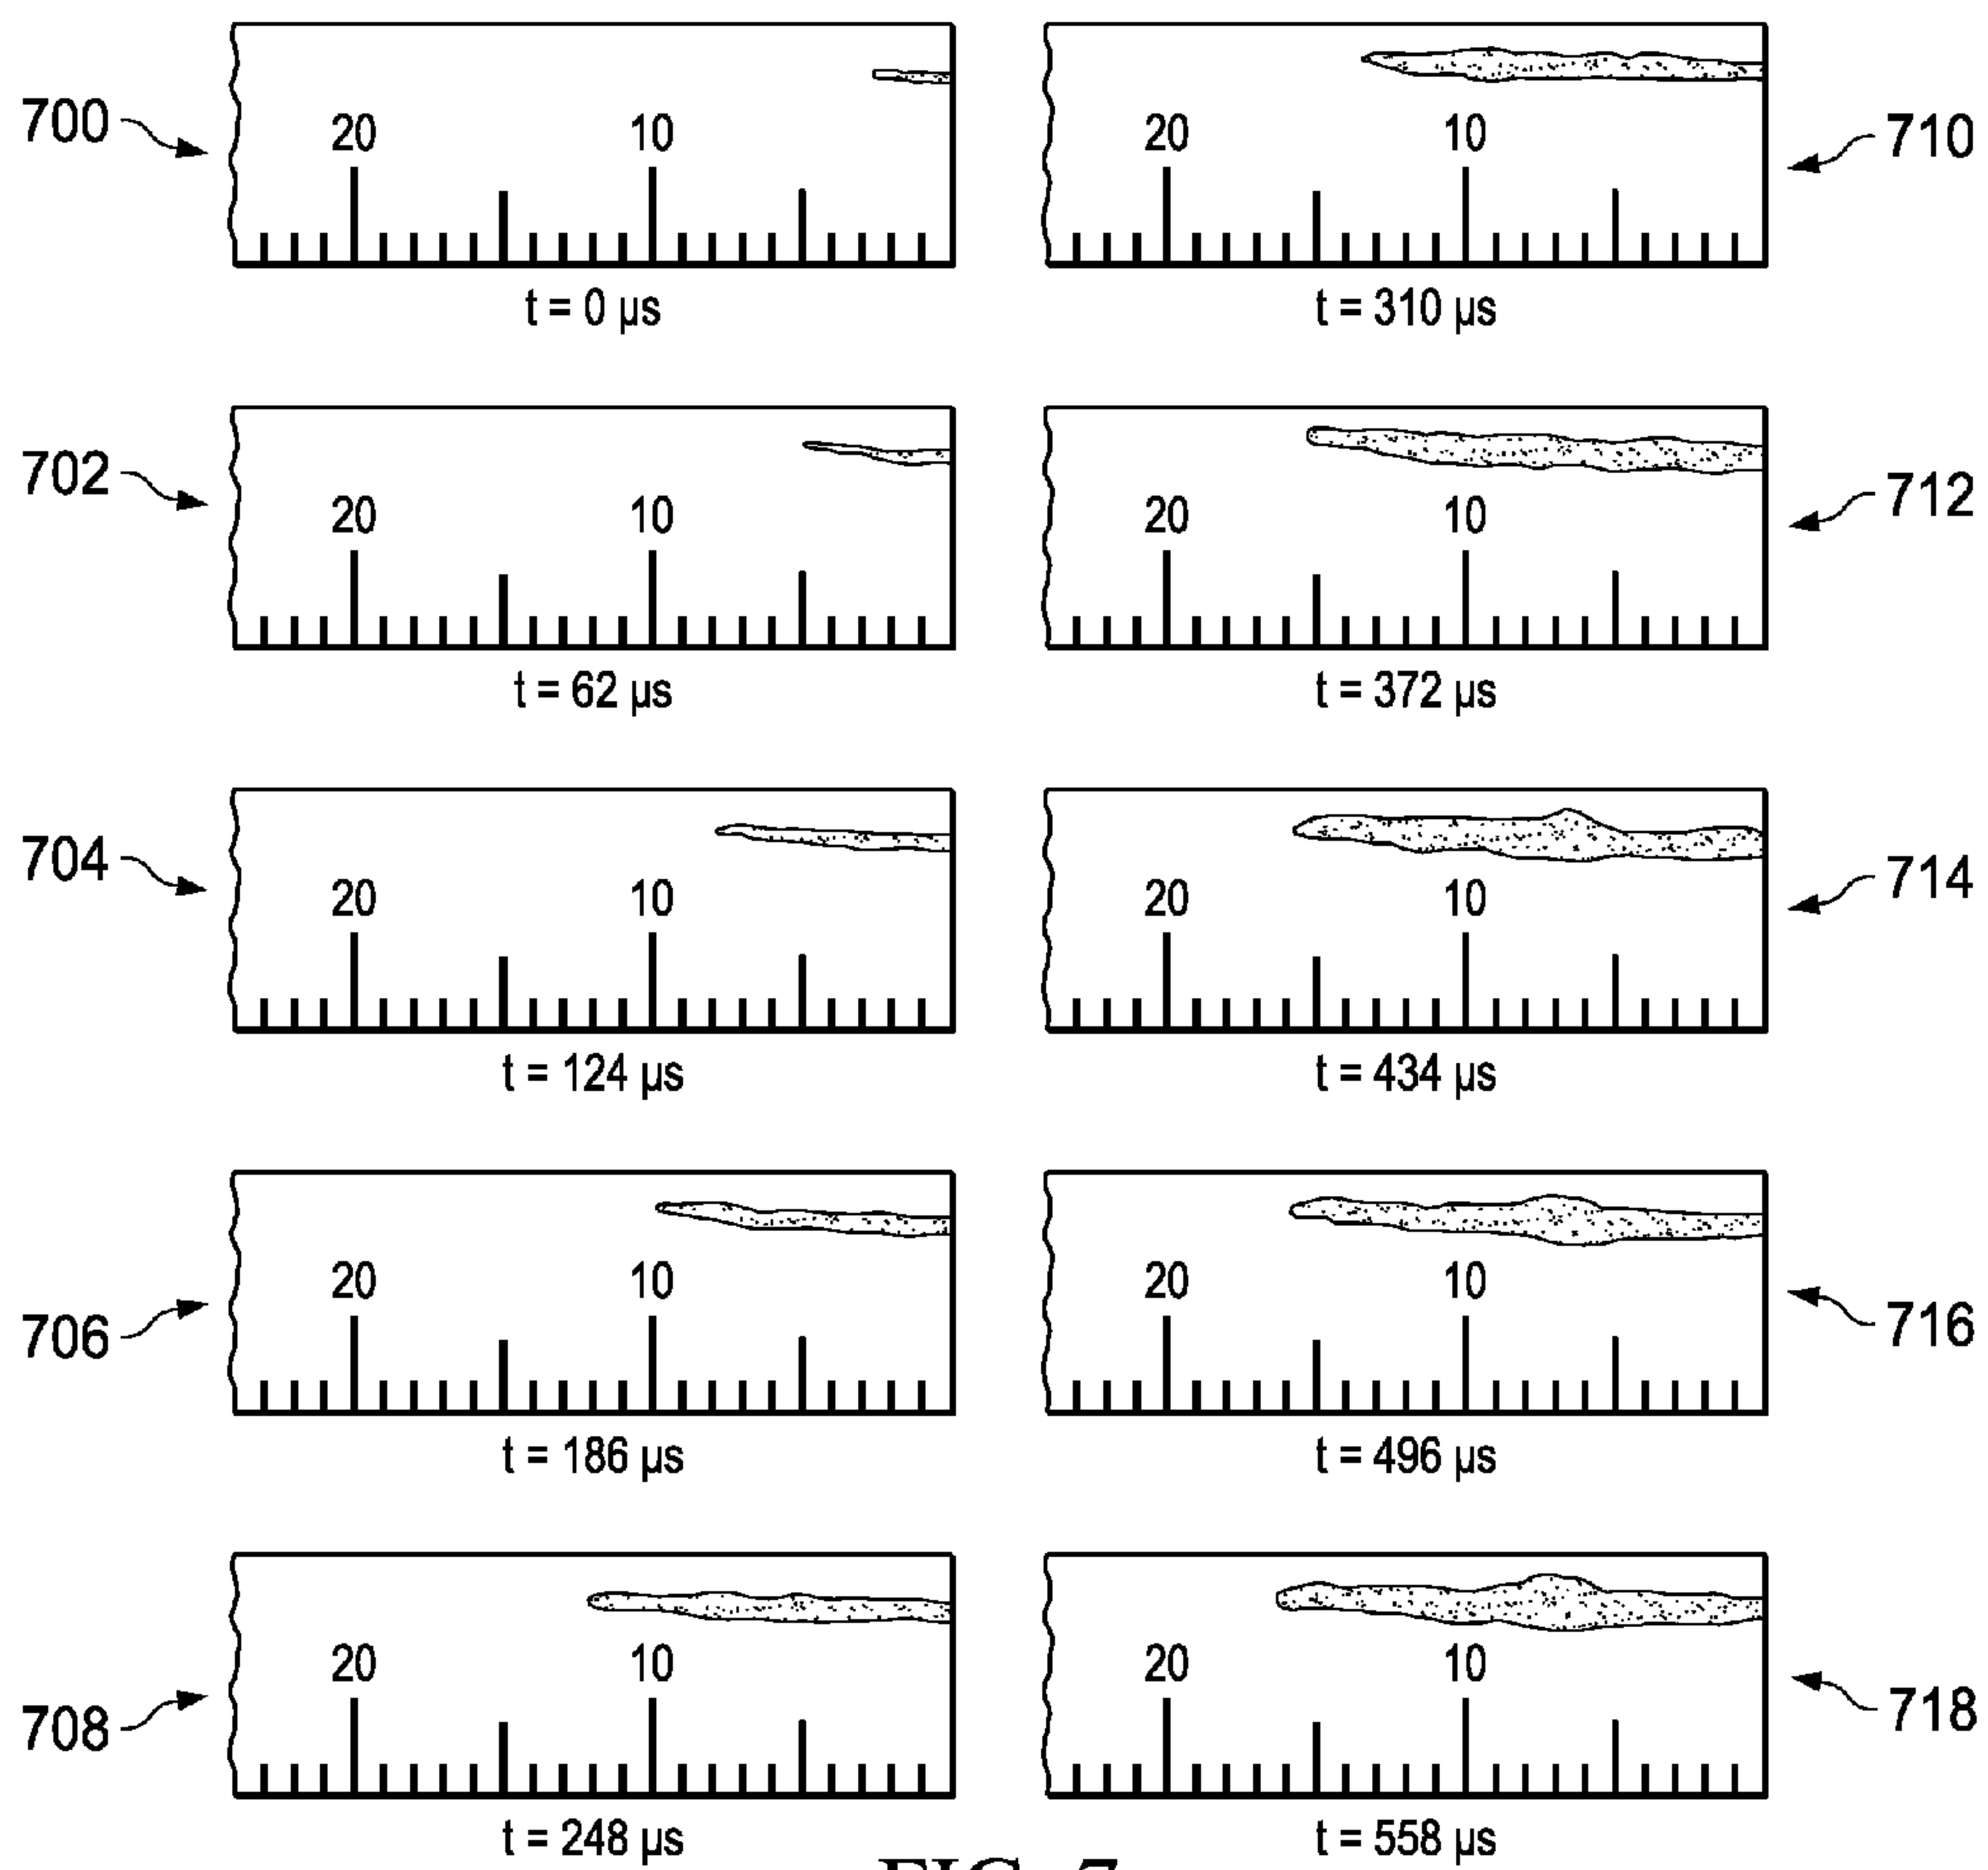 700
20 10
t = 0 µs
702
20 10
t = 62 µs
704
20 10
t = 124 µs
706
20 10
t = 186 µs
708
20 10
t = 248 µs
20 10
710
t = 310 µs
20 10
712
t = 372 µs
20 10
714
t = 434 µs
20 10
716
t = 496 µs
20 10
718
t = 558 µs
FIG. 7